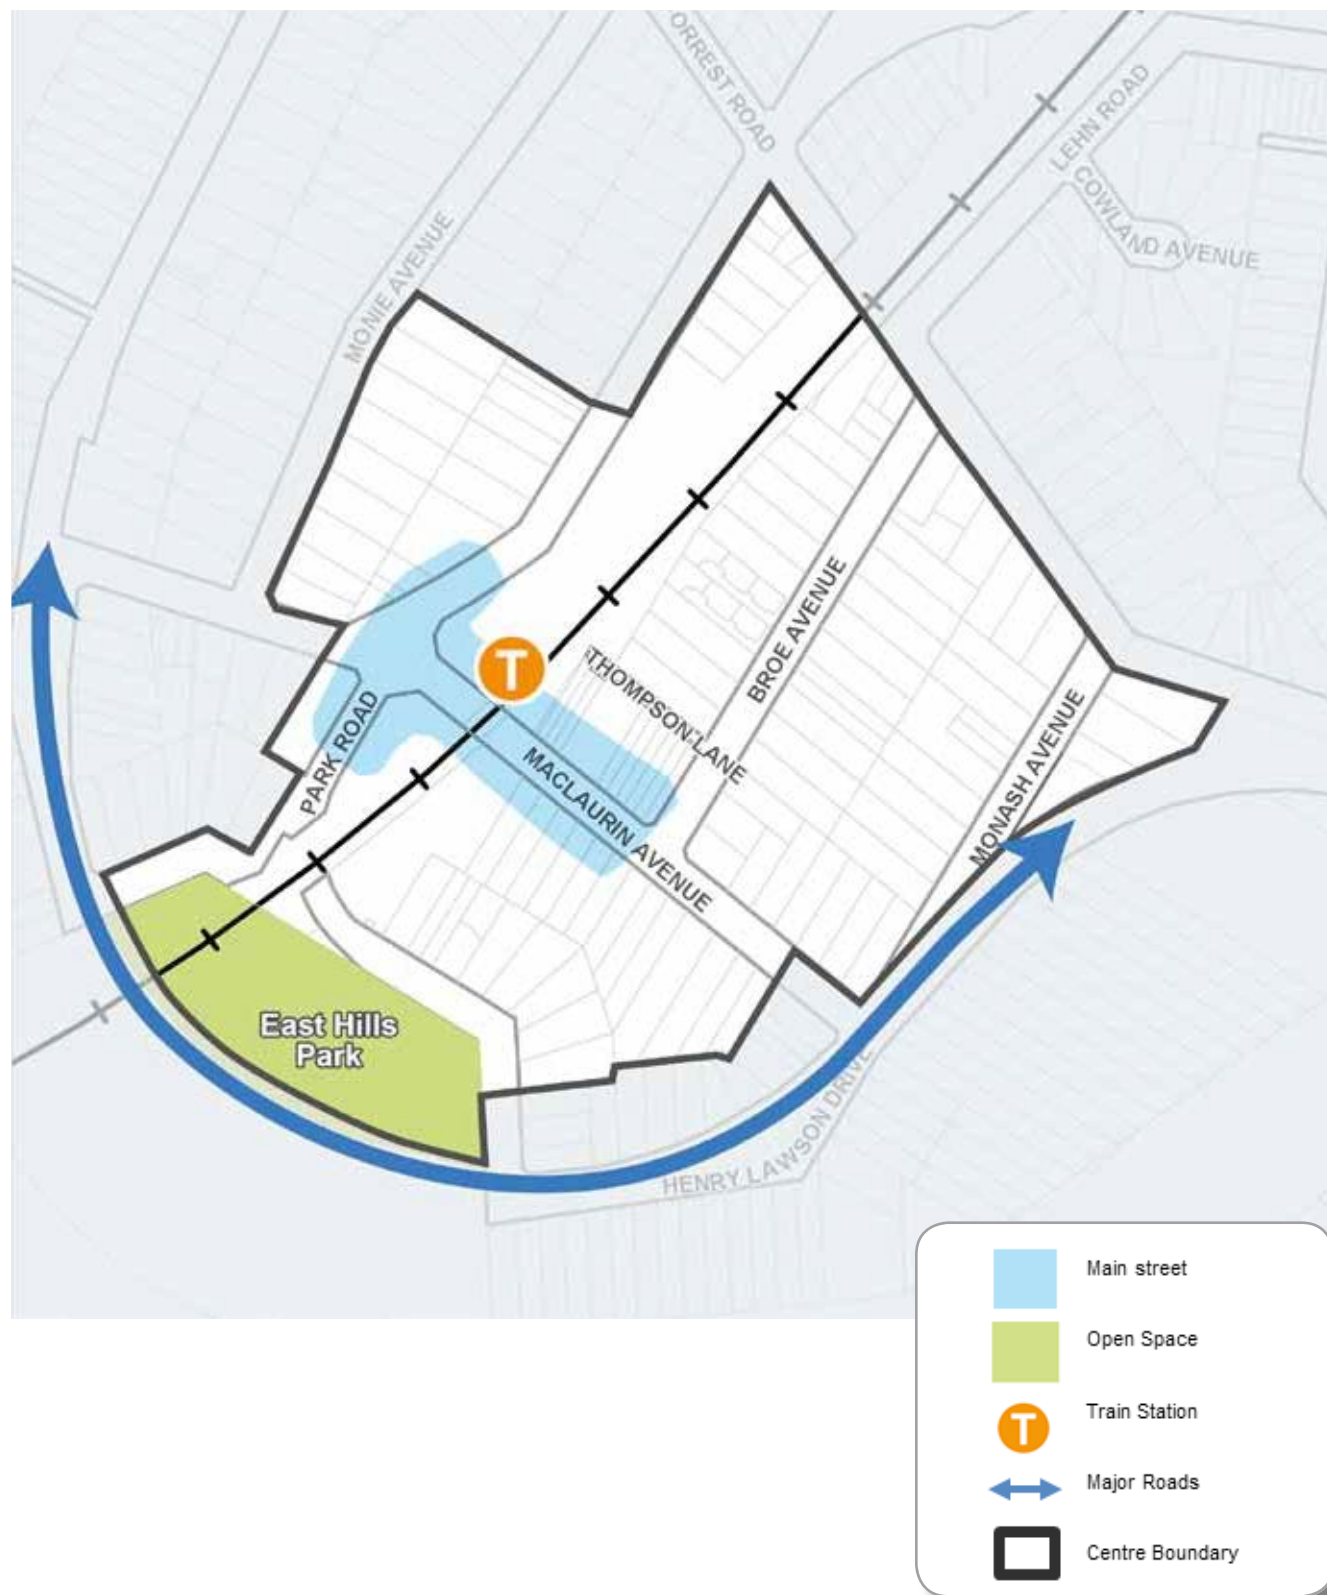 ORREST ROAD
LEHN ROAD
COWLAND AVENUE
MONIE AVENUE
T
THOMPSON LANE
BROE AVENUE
PARK ROAD
MACLAURIN AVENUE
MONASH AVENUE
East Hills
Park
HENRY LAWSON DRIVE
Main street
Open Space
T
Train Station
Major Roads
Centre Boundary